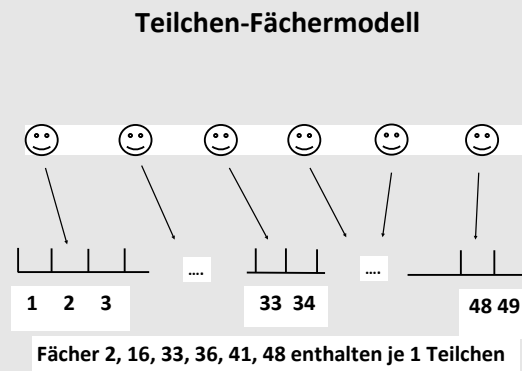 Teilchen-Fächermodell
.... ....
1 2 3 33 34 48 49
Fächer 2, 16, 33, 36, 41, 48 enthalten je 1 Teilchen